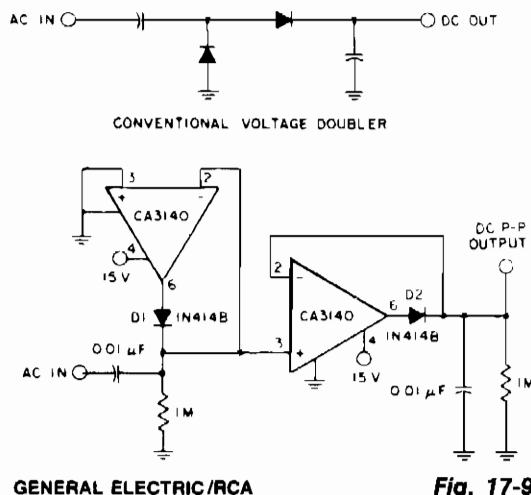 AC IN
DC OUT
CONVENTIONAL VOLTAGE DOUBLER
3
2
+
-
CA3140
4
15 V
6
D1
1N4148
0.01 µF
AC IN
1M
2
-
CA3140
+
3
6
D2
1N4148
4
15 V
DC P-P
OUTPUT
0.01 µF
1M
GENERAL ELECTRIC/RCA
Fig. 17-9